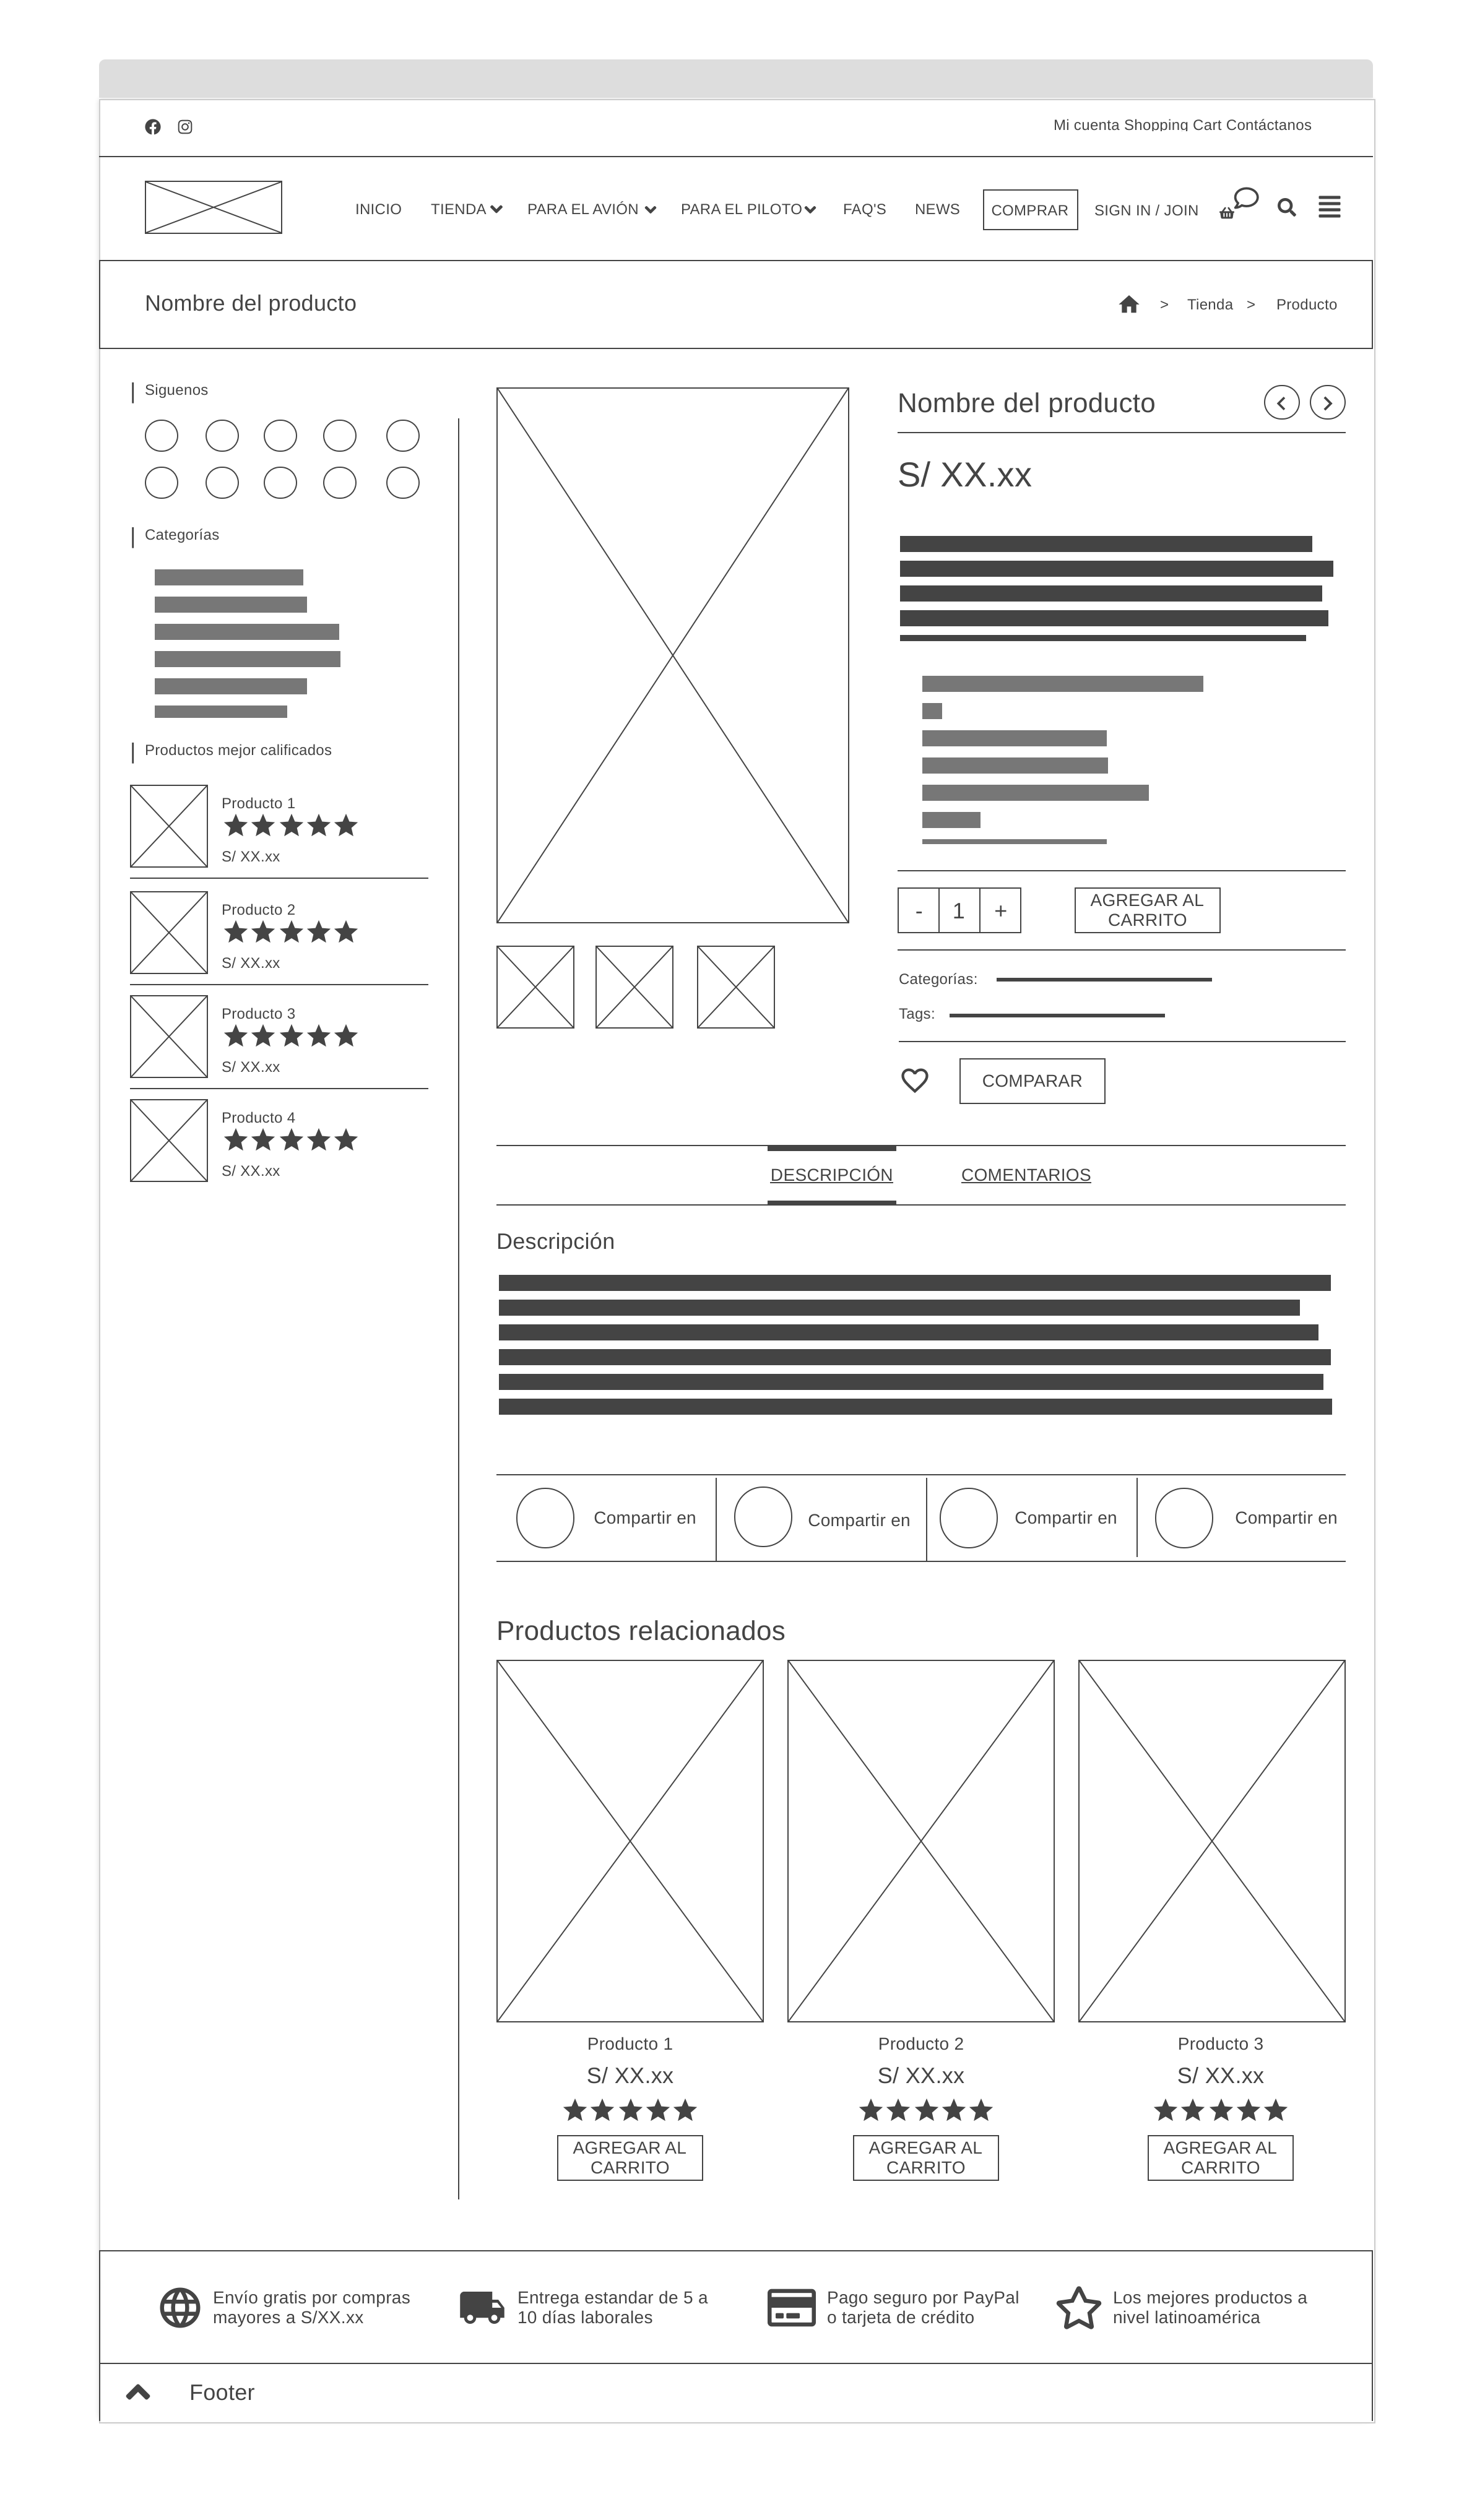 Mi cuenta Shopping Cart Contáctanos
INICIO TIENDA PARA EL AVIÓN PARA EL PILOTO FAQ'S NEWS COMPRAR SIGN IN / JOIN
Nombre del producto
> Tienda > Producto
Siguenos
Categorías
Productos mejor calificados
Producto 1
S/ XX.xx
Producto 2
S/ XX.xx
Producto 3
S/ XX.xx
Producto 4
S/ XX.xx
Nombre del producto
S/ XX.xx
- 1 +
AGREGAR AL
CARRITO
Categorías:
Tags:
COMPARAR
DESCRIPCIÓN COMENTARIOS
Descripción
Compartir en Compartir en Compartir en Compartir en
Productos relacionados
Producto 1
S/ XX.xx
AGREGAR AL
CARRITO
Producto 2
S/ XX.xx
AGREGAR AL
CARRITO
Producto 3
S/ XX.xx
AGREGAR AL
CARRITO
Envío gratis por compras
mayores a S/XX.xx
Entrega estandar de 5 a
10 días laborales
Pago seguro por PayPal
o tarjeta de crédito
Los mejores productos a
nivel latinoamérica
Footer